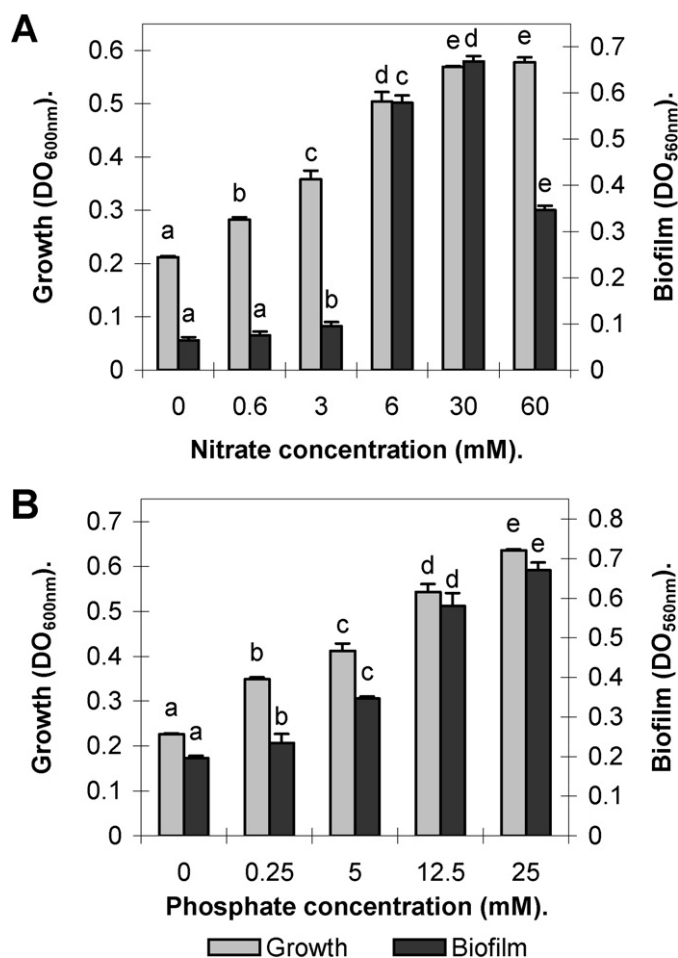 A
Growth (DO600nm).
0.6
0.5
0.4
0.3
0.2
0.1
0
a
a
b
a
c
b
d
c
e
d
e
e
0.7
0.6
0.5
0.4
0.3
0.2
0.1
0
Biofilm (DO560nm).
0 0.6 3 6 30 60
Nitrate concentration (mM).
B
Growth (DO600nm).
0.7
0.6
0.5
0.4
0.3
0.2
0.1
0
a
a
b
b
c
c
d
d
e
e
0.8
0.7
0.6
0.5
0.4
0.3
0.2
0.1
0
Biofilm (DO560nm).
0 0.25 5 12.5 25
Phosphate concentration (mM).
Growth Biofilm